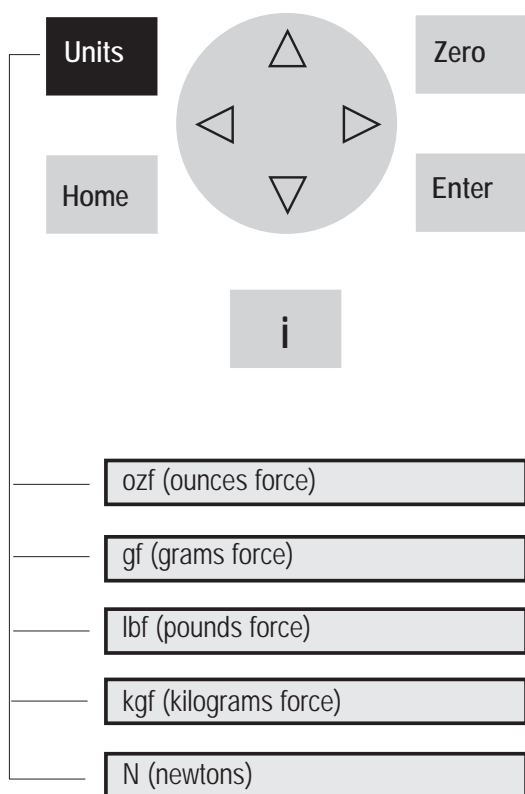 Units
Zero
Home
Enter
i
ozf (ounces force)
gf (grams force)
lbf (pounds force)
kgf (kilograms force)
N (newtons)